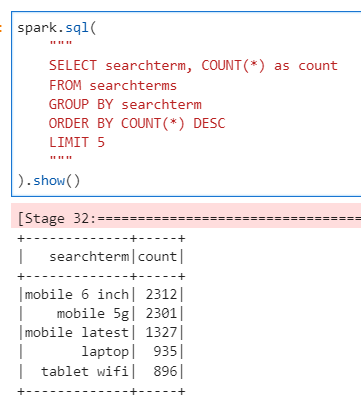 spark.sql(
    """
    SELECT searchterm, COUNT(*) as count
    FROM searchterms
    GROUP BY searchterm
    ORDER BY COUNT(*) DESC
    LIMIT 5
    """
).show()
[Stage 32:=================================
+-------------+-----+
|   searchterm|count|
+-------------+-----+
|mobile 6 inch| 2312|
|    mobile 5g| 2301|
|mobile latest| 1327|
|       laptop|  935|
|  tablet wifi|  896|
+-------------+-----+